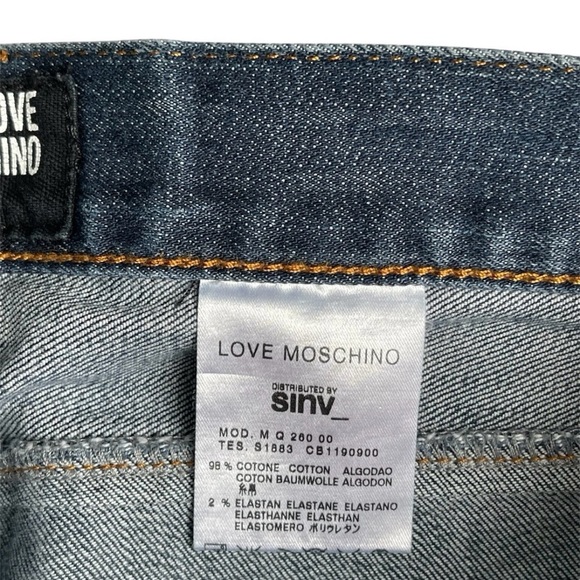 OVE
HINO
LOVE MOSCHINO
DISTRIBUTED BY
sinv_
MOD. M Q 260 00
TES. S1883 CB1190900
98 % COTONE COTTON ALGODAO
COTON BAUMWOLLE ALGODON
綿
2 % ELASTAN ELASTANE ELASTANO
ELASTHANNE ELASTHAN
ELASTOMERO ポリウレタン